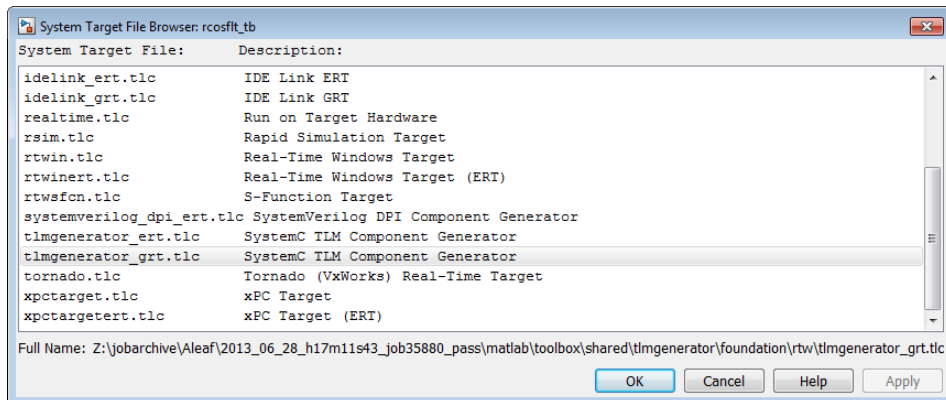 System Target File Browser: rcosflt_tb
System Target File: Description:
idelink_ert.tlc IDE Link ERT
idelink_grt.tlc IDE Link GRT
realtime.tlc Run on Target Hardware
rsim.tlc Rapid Simulation Target
rtwin.tlc Real-Time Windows Target
rtwinert.tlc Real-Time Windows Target (ERT)
rtwsfcn.tlc S-Function Target
systemverilog_dpi_ert.tlc SystemVerilog DPI Component Generator
tlmgenerator_ert.tlc SystemC TLM Component Generator
tlmgenerator_grt.tlc SystemC TLM Component Generator
tornado.tlc Tornado (VxWorks) Real-Time Target
xpctarget.tlc xPC Target
xpctargetert.tlc xPC Target (ERT)
Full Name: Z:\jobarchive\Aleaf\2013_06_28_h17m11s43_job35880_pass\matlab\toolbox\shared\tlmgenerator\foundation\rtw\tlmgenerator_grt.tlc
OK Cancel Help Apply